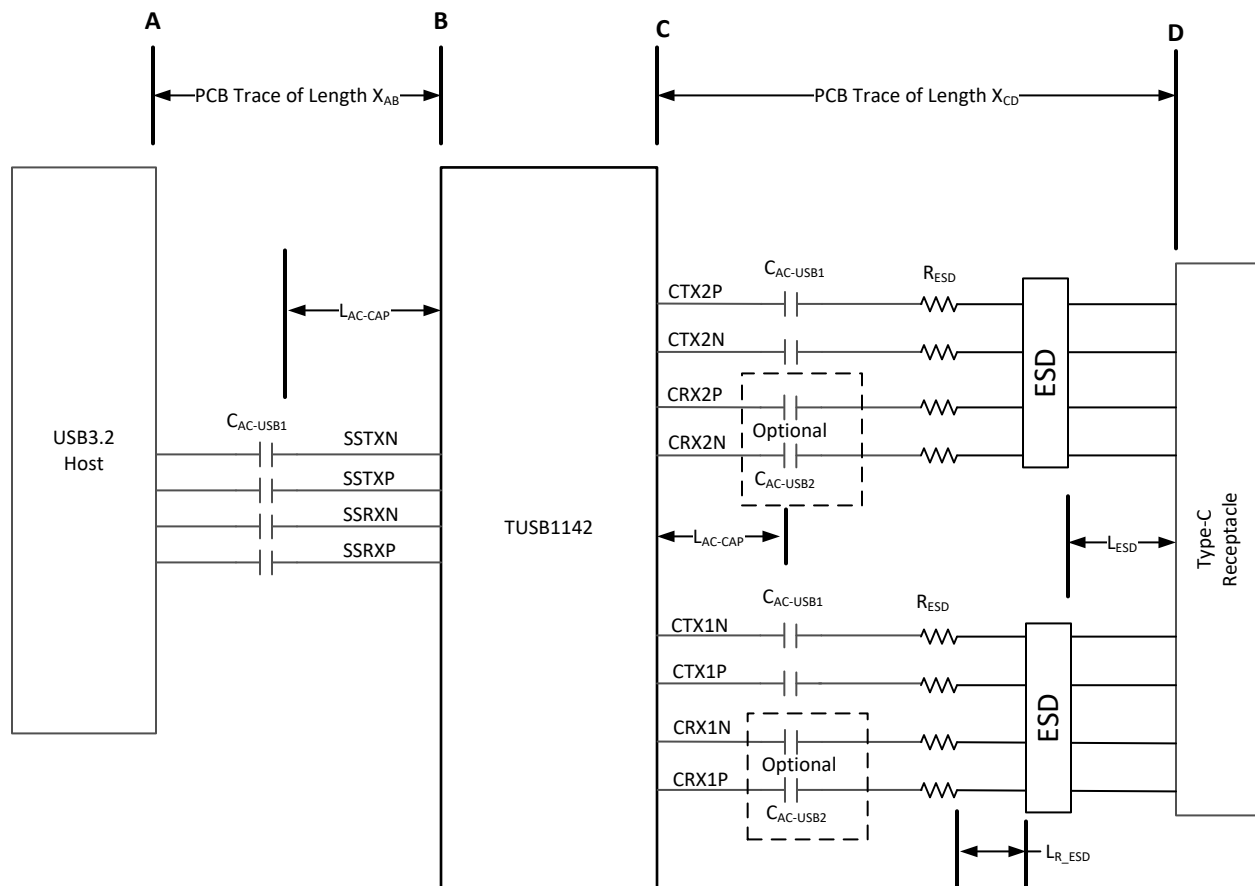 A
B
C
D
PCB Trace of Length XAB
PCB Trace of Length XCD
LAC-CAP
CAC-USB1
RESD
CTX2P
CTX2N
CRX2P
Optional
CRX2N
CAC-USB2
ESD
USB3.2
Host
CAC-USB1
SSTXN
SSTXP
SSRXN
SSRXP
TUSB1142
LAC-CAP
LESD
Type-C
Receptacle
CAC-USB1
RESD
CTX1N
CTX1P
CRX1N
Optional
CRX1P
CAC-USB2
ESD
LR_ESD